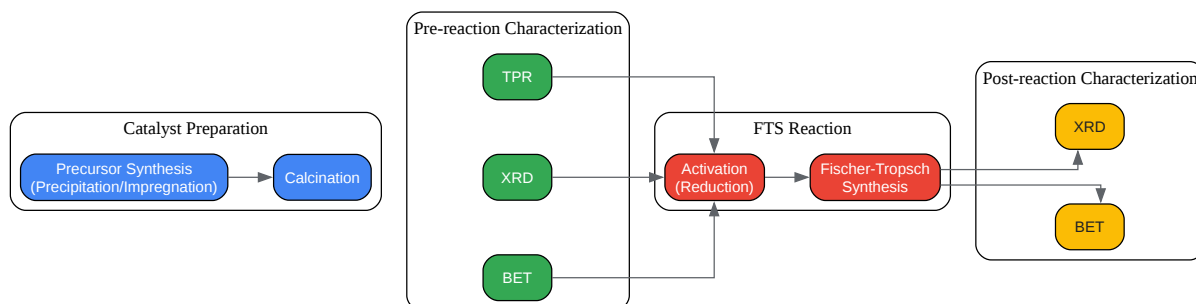 Catalyst Preparation
Precursor Synthesis
(Precipitation/Impregnation)
Calcination
Pre-reaction Characterization
TPR
XRD
BET
FTS Reaction
Activation
(Reduction)
Fischer-Tropsch
Synthesis
Post-reaction Characterization
XRD
BET